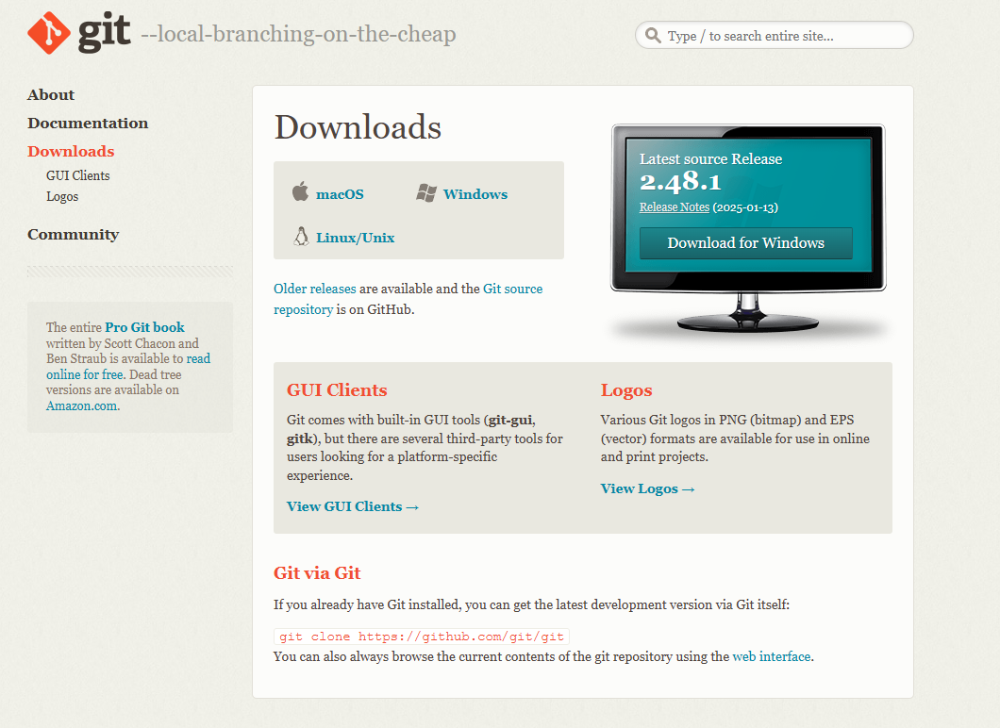 git --local-branching-on-the-cheap
Type / to search entire site...
About
Documentation
Downloads
GUI Clients
Logos
Community
The entire Pro Git book
written by Scott Chacon and
Ben Straub is available to read
online for free. Dead tree
versions are available on
Amazon.com.
Downloads
macOS
Windows
Linux/Unix
Older releases are available and the Git source
repository is on GitHub.
Latest source Release
2.48.1
Release Notes (2025-01-13)
Download for Windows
GUI Clients
Git comes with built-in GUI tools (git-gui,
gitk), but there are several third-party tools for
users looking for a platform-specific
experience.
View GUI Clients →
Logos
Various Git logos in PNG (bitmap) and EPS
(vector) formats are available for use in online
and print projects.
View Logos →
Git via Git
If you already have Git installed, you can get the latest development version via Git itself:
git clone https://github.com/git/git
You can also always browse the current contents of the git repository using the web interface.